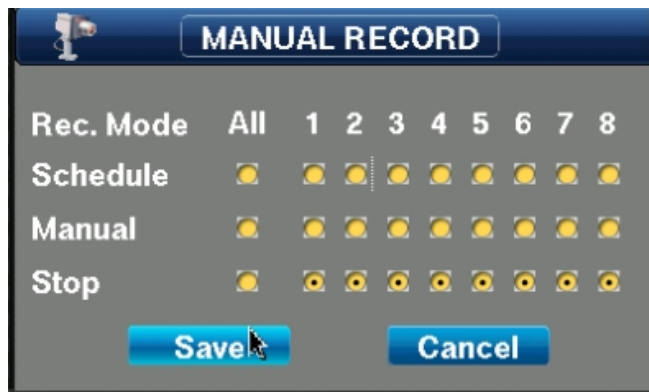 MANUAL RECORD
Rec. Mode All 1 2 3 4 5 6 7 8
Schedule
Manual
Stop
Save Cancel